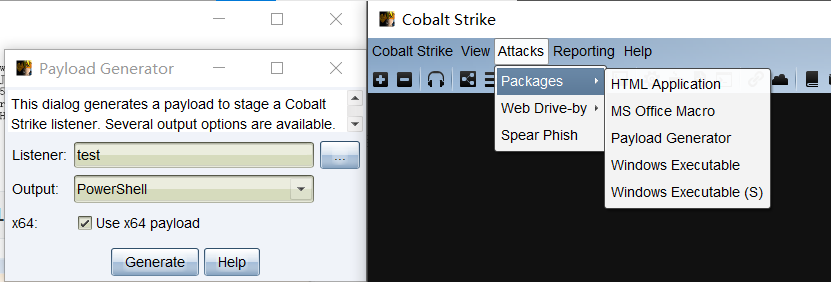 Payload Generator
This dialog generates a payload to stage a Cobalt
Strike listener. Several output options are available.
Listener: test ...
Output: PowerShell
x64: Use x64 payload
Generate Help
Cobalt Strike
Cobalt Strike View Attacks Reporting Help
Packages
Web Drive-by
Spear Phish
HTML Application
MS Office Macro
Payload Generator
Windows Executable
Windows Executable (S)